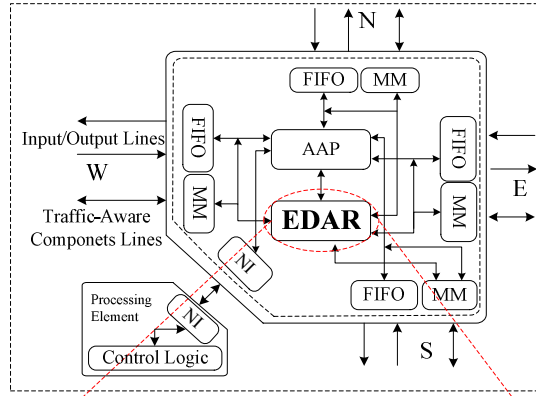 N
FIFO MM
Input/Output Lines
FIFO
AAP
FIFO
W
E
MM
MM
Traffic-Aware
Componets Lines
EDAR
NI
Processing
Element
NI
FIFO MM
Control Logic
S